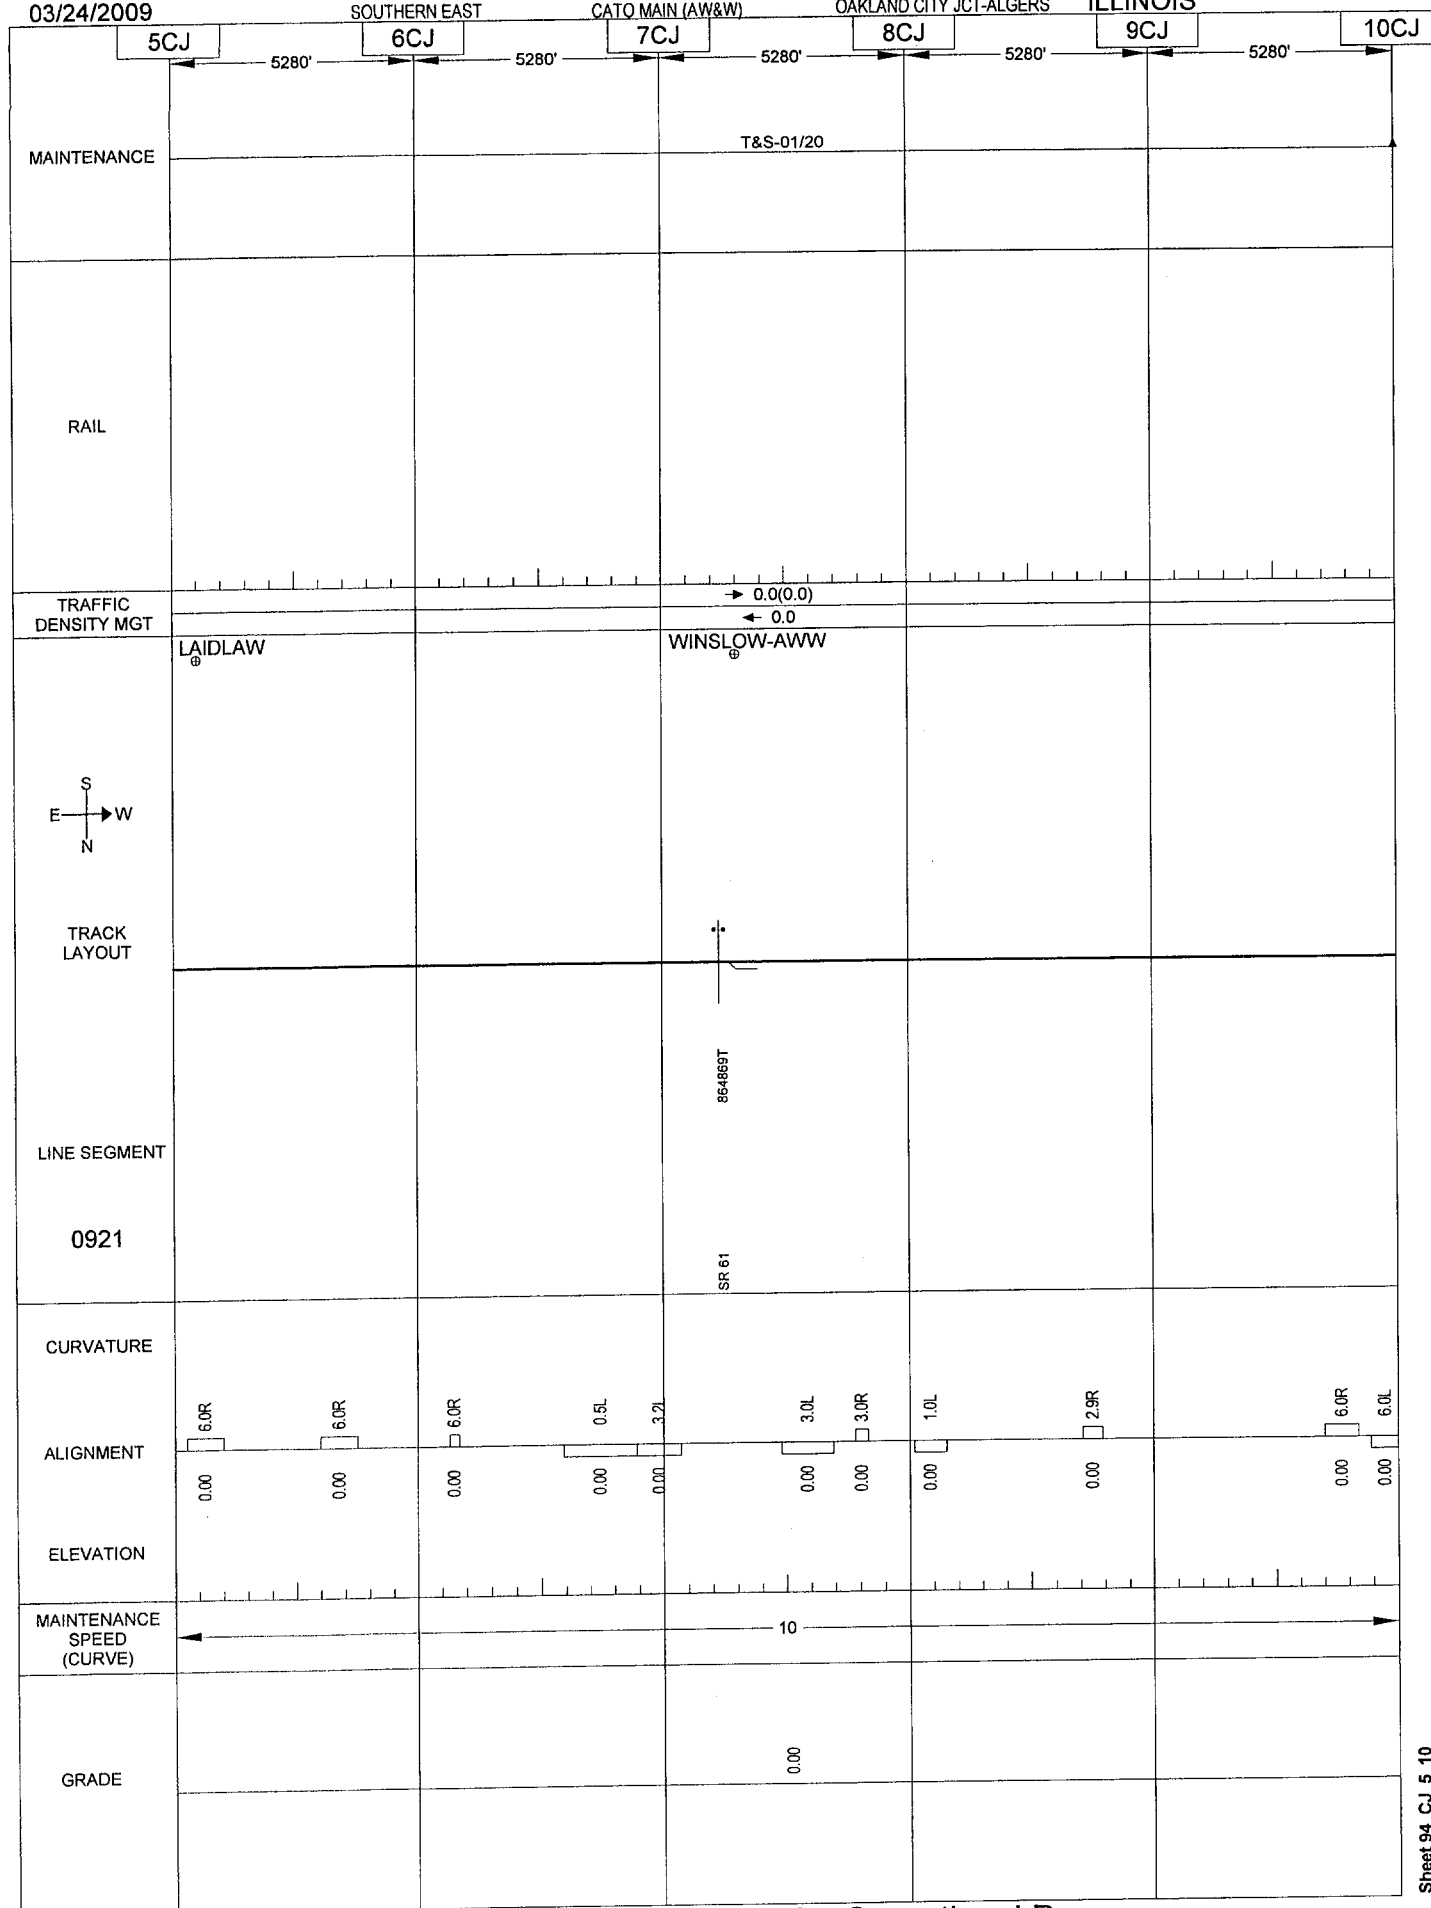 03/24/2009 SOUTHERN EAST CATO MAIN (AW&W) OAKLAND CITY JCT-ALGERS ILLINOIS
5CJ 6CJ 7CJ 8CJ 9CJ 10CJ
5280' 5280' 5280' 5280' 5280'
MAINTENANCE
T&S-01/20
RAIL
TRAFFIC
DENSITY MGT
0.0(0.0)
0.0
LAIDLAW WINSLOW-AWW
S
E W
N
TRACK
LAYOUT
864869T
LINE SEGMENT
0921
SR 61
CURVATURE
6.0R 6.0R 6.0R 0.5L 3.2L 3.0L 3.0R 1.0L 2.9R 6.0R 6.0L
ALIGNMENT
0.00 0.00 0.00 0.00 0.00 0.00 0.00 0.00 0.00 0.00 0.00
ELEVATION
MAINTENANCE
SPEED
(CURVE)
10
GRADE
0.00
Sheet 94 CJ 5 10